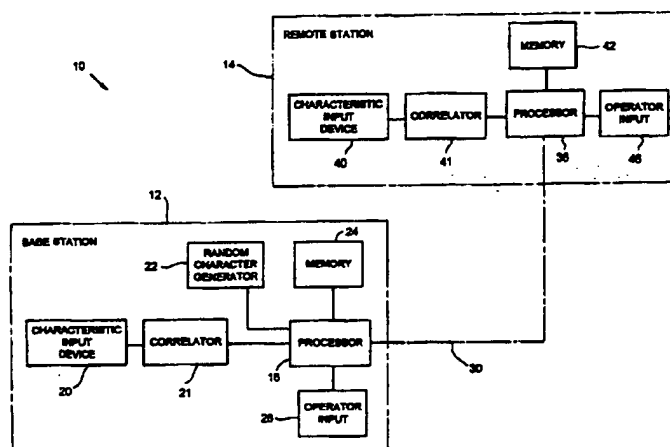 REMOTE STATION
MEMORY
42
14
10
CHARACTERISTIC
INPUT
DEVICE
CORRELATOR
PROCESSOR
OPERATOR
INPUT
40
41
36
46
12
BASE STATION
24
22
RANDOM
CHARACTER
GENERATOR
MEMORY
CHARACTERISTIC
INPUT
DEVICE
CORRELATOR
PROCESSOR
20
21
16
30
28
OPERATOR
INPUT